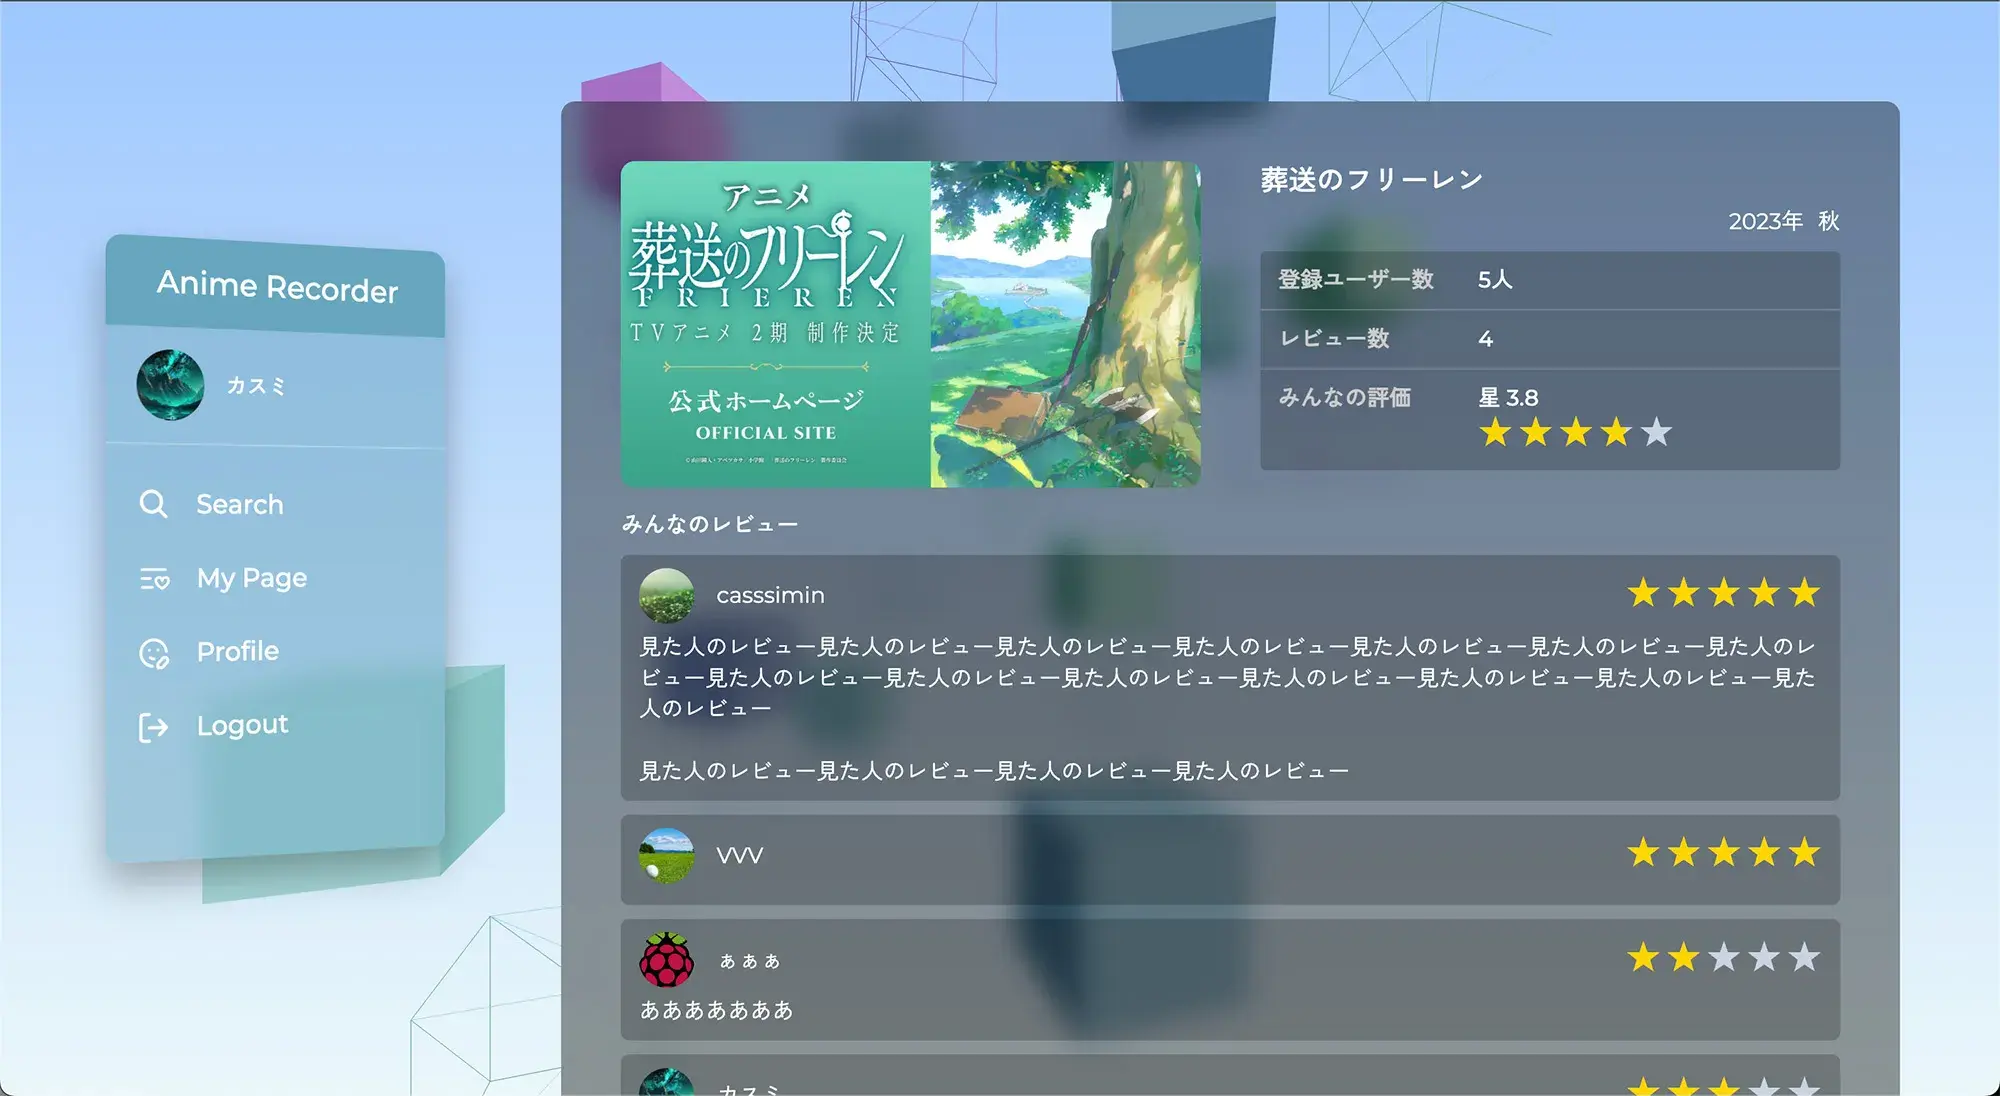 Anime Recorder
カスミ
Search
My Page
Profile
Logout
アニメ
葬送のフリーレン
FRIEREN
TVアニメ 2期 制作決定
公式ホームページ
OFFICIAL SITE
葬送のフリーレン
2023年 秋
登録ユーザー数 5人
レビュー数 4
みんなの評価 星 3.8
みんなのレビュー
casssimin
見た人のレビュー見た人のレビュー見た人のレビュー見た人のレビュー見た人のレビュー見た人のレビュー見た人のレ
ビュー見た人のレビュー見た人のレビュー見た人のレビュー見た人のレビュー見た人のレビュー見た人のレビュー見た
人のレビュー
見た人のレビュー見た人のレビュー見た人のレビュー見た人のレビュー
VVV
ぁぁぁ
あああああああ
カスミ